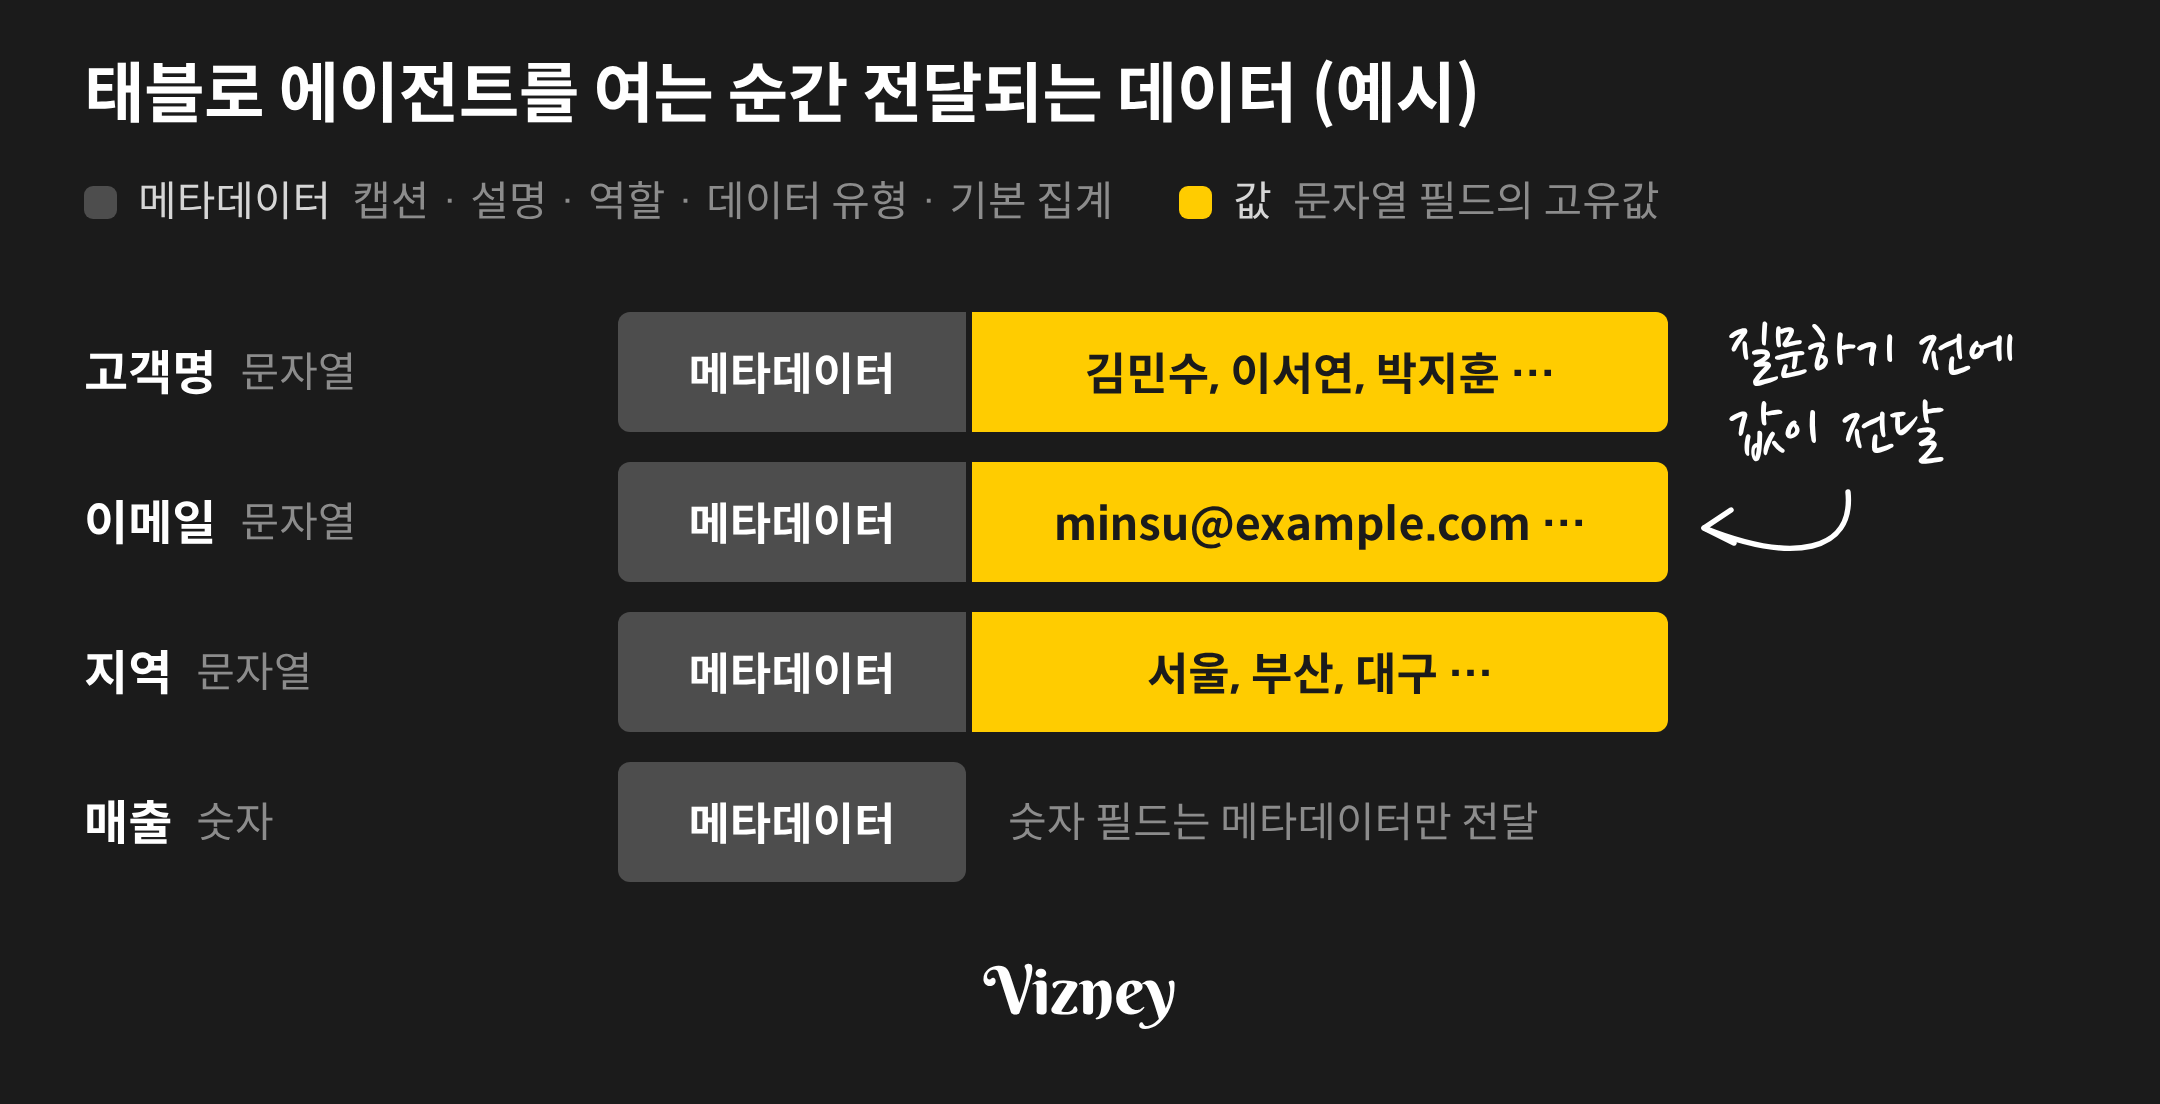 태블로 에이전트를 여는 순간 전달되는 데이터 (예시)
메타데이터 캡션 · 설명 · 역할 · 데이터 유형 · 기본 집계 값 문자열 필드의 고유값
고객명 문자열 메타데이터 김민수, 이서연, 박지훈 ···
질문하기 전에
값이 전달
이메일 문자열 메타데이터 minsu@example.com ···
지역 문자열 메타데이터 서울, 부산, 대구 ···
매출 숫자 메타데이터 숫자 필드는 메타데이터만 전달
Vizney